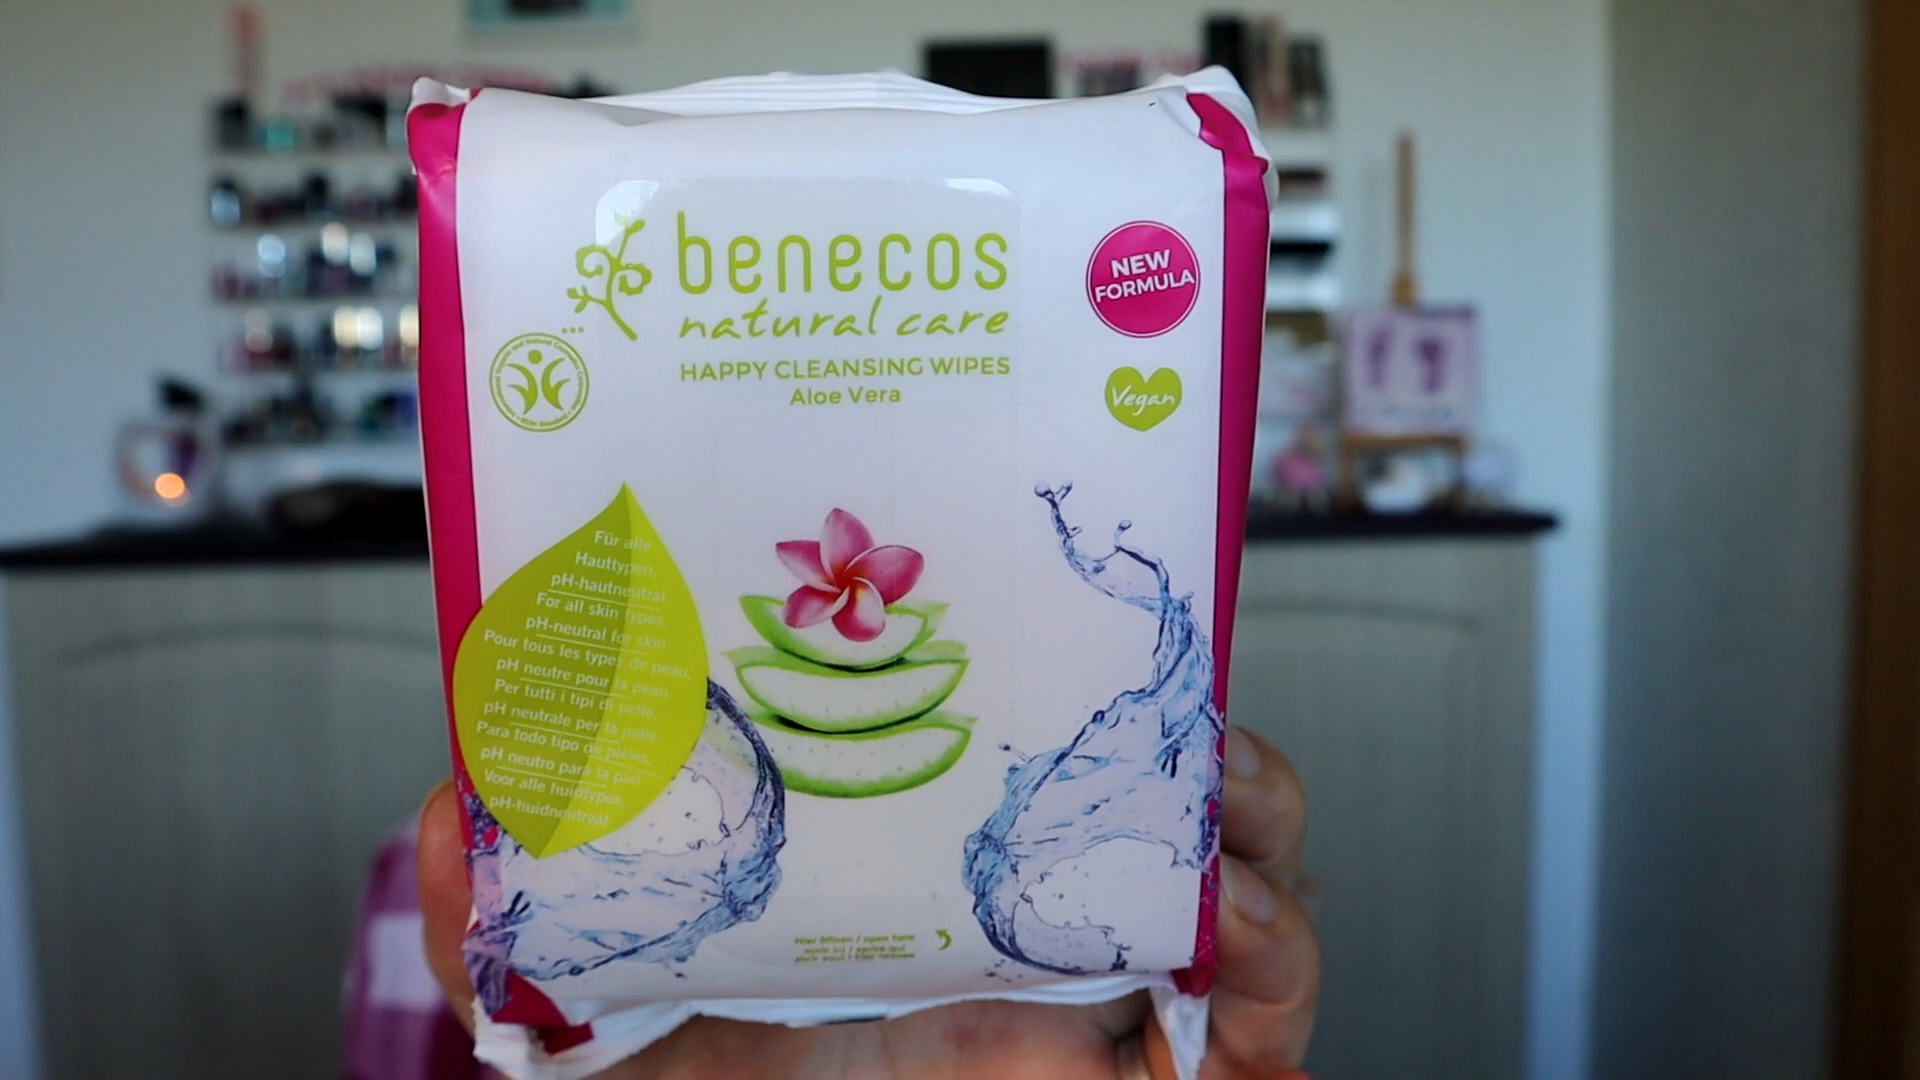 benecos
natural care
HAPPY CLEANSING WIPES
Aloe Vera
NEW
FORMULA
Vegan
Für alle
Hauttypen,
pH-hautneutral
For all skin types,
pH-neutral for skin
Pour tous les types de peau,
pH neutre pour la peau
Per tutti i tipi di pelle,
pH neutrale per la pelle
Para todo tipo de pieles,
pH neutro para la piel
Voor alle huidtypes,
pH-huidneutraal
Hier öffnen / open here